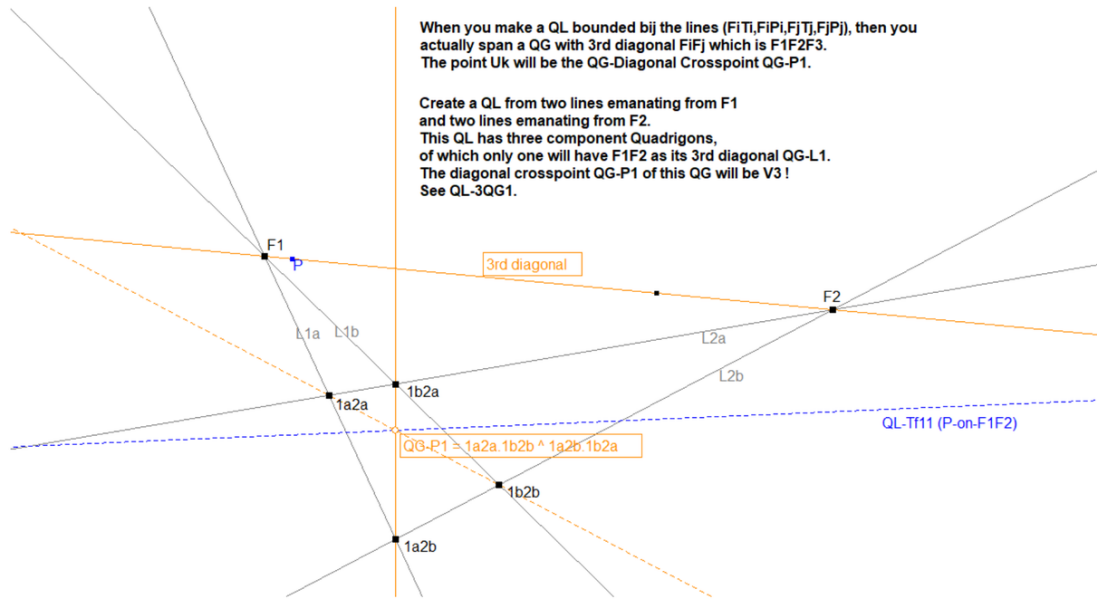 When you make a QL bounded bij the lines (FiTi,FiPi,FjTj,FjPj), then you
actually span a QG with 3rd diagonal FiFj which is F1F2F3.
The point Uk will be the QG-Diagonal Crosspoint QG-P1.
Create a QL from two lines emanating from F1
and two lines emanating from F2.
This QL has three component Quadrigons,
of which only one will have F1F2 as its 3rd diagonal QG-L1.
The diagonal crosspoint QG-P1 of this QG will be V3 !
See QL-3QG1.
F1
P
3rd diagonal
F2
L1a
L1b
L2a
L2b
1b2a
1a2a
QL-Tf11 (P-on-F1F2)
QG-P1 = 1a2a.1b2b ^ 1a2b.1b2a
1b2b
1a2b